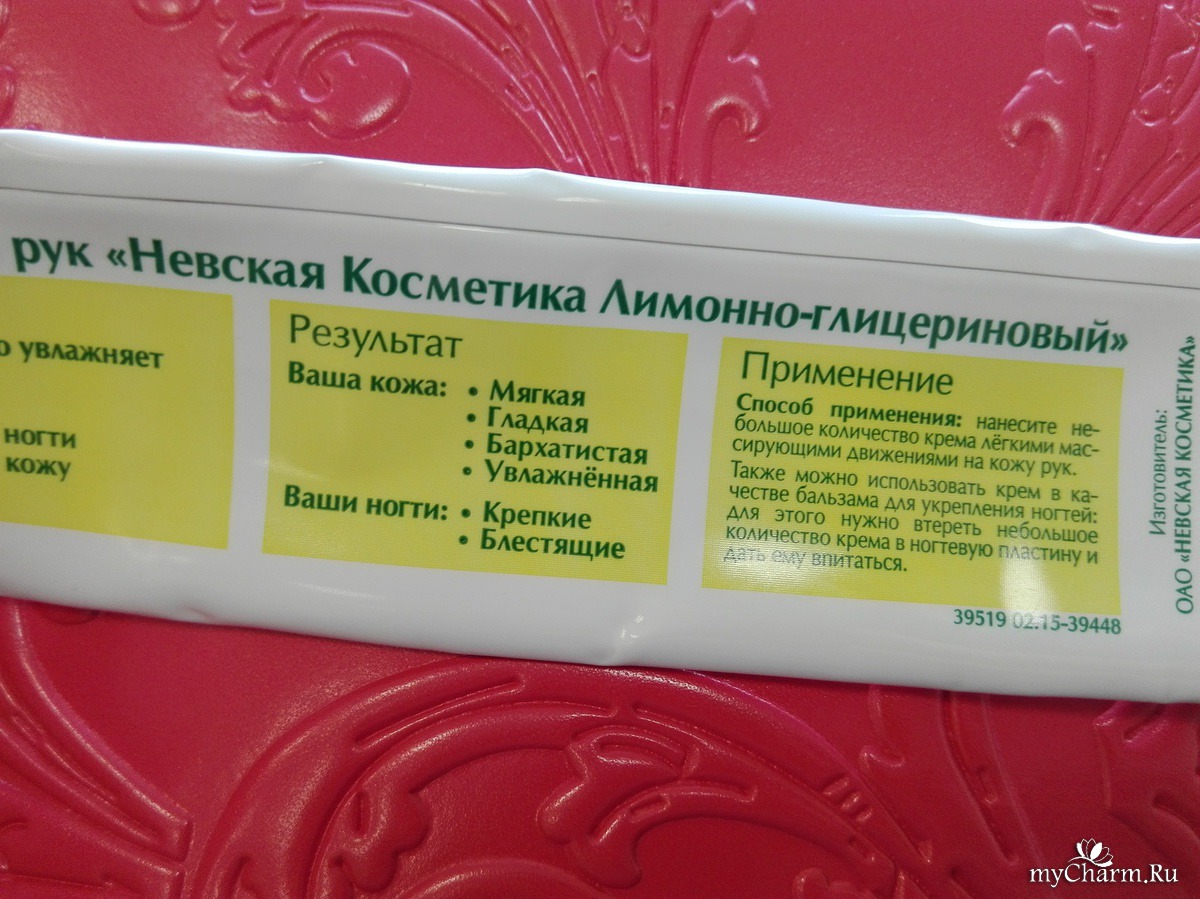 рук «Невская Косметика Лимонно-глицериновый»
о увлажняет
ногти
кожу
Результат
Ваша кожа: • Мягкая
• Гладкая
• Бархатистая
• Увлажнённая
Ваши ногти: • Крепкие
• Блестящие
Применение
Способ применения: нанесите не-
большое количество крема лёгкими мас-
сирующими движениями на кожу рук.
Также можно использовать крем в ка-
честве бальзама для укрепления ногтей:
для этого нужно втереть небольшое
количество крема в ногтевую пластину и
дать ему впитаться.
39519 02.15-39448
Изготовитель:
ОАО «НЕВСКАЯ КОСМЕТИКА»
myCharm.Ru